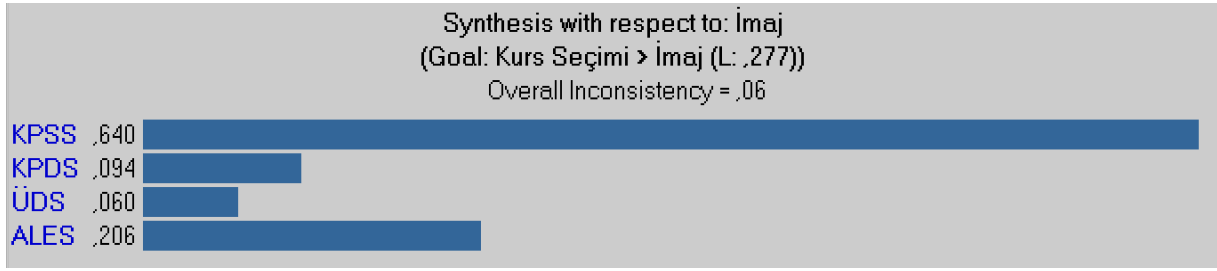 Synthesis with respect to: İmaj
(Goal: Kurs Seçimi > İmaj (L: ,277))
Overall Inconsistency = ,06
KPSS ,640
KPDS ,094
ÜDS ,060
ALES ,206